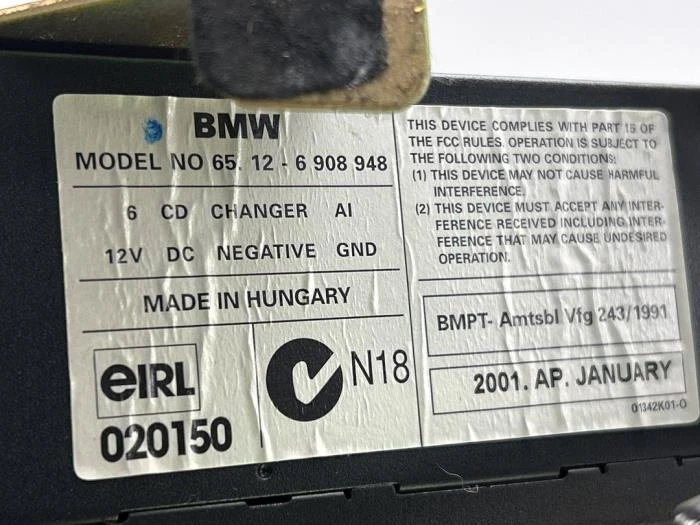 BMW
MODEL NO 65. 12 - 6 908 948
6 CD CHANGER AI
12V DC NEGATIVE GND
MADE IN HUNGARY
eIRL
020150
N18
THIS DEVICE COMPLIES WITH PART 15 OF
THE FCC RULES. OPERATION IS SUBJECT TO
THE FOLLOWING TWO CONDITIONS:
(1) THIS DEVICE MAY NOT CAUSE HARMFUL
INTERFERENCE.
(2) THIS DEVICE MUST ACCEPT ANY INTER-
FERENCE RECEIVED INCLUDING INTER-
FERENCE THAT MAY CAUSE UNDESIRED
OPERATION.
BMPT- Amtsbl Vfg 243/1991
2001. AP. JANUARY
01342K01-O